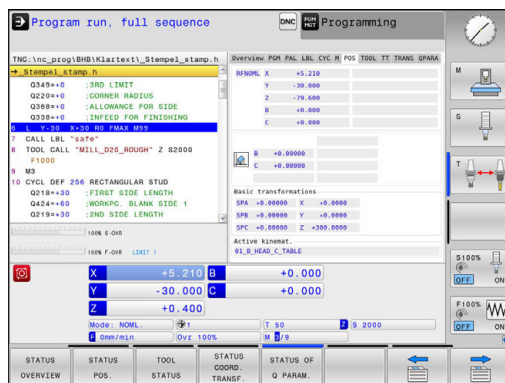 Program run, full sequence
DNC
PGM MGT
Programming
TNC:\nc_prog\BHB\Klartext\_Stempel_stamp.h
→_Stempel_stamp.h
Q349=+0 ;3RD LIMIT
Q220=+0 ;CORNER RADIUS
Q368=+0 ;ALLOWANCE FOR SIDE
Q338=+0 ;INFEED FOR FINISHING
6 L Y-30 X+30 R0 FMAX M99
7 CALL LBL "safe"
8 TOOL CALL "MILL_D20_ROUGH" Z S2000
F1000
9 M3
10 CYCL DEF 256 RECTANGULAR STUD
Q218=+30 ;FIRST SIDE LENGTH
Q424=+60 ;WORKPC. BLANK SIDE 1
Q219=+30 ;2ND SIDE LENGTH
100% S-OVR
100% F-OVR LIMIT 1
Overview PGM PAL LBL CYC M POS TOOL TT TRANS QPARA
RFNOML X +5.210
Y -30.000
Z -79.600
B +0.000
C +0.000
B +0.00000
C +0.00000
Basic transformations
SPA +0.00000 X +0.0000
SPB +0.00000 Y +0.0000
SPC +0.00000 Z +300.0000
Active kinemat.
01_B_HEAD_C_TABLE
X +5.210 B +0.000
Y -30.000 C +0.000
Z +0.400
Mode: NOML. 1 T 50 Z S 2000
F 0mm/min Ovr 100% M 3/9
STATUS OVERVIEW
STATUS POS.
TOOL STATUS
STATUS COORD. TRANSF.
STATUS OF Q PARAM.
M
S
T
S100%
OFF ON
F100%
OFF ON